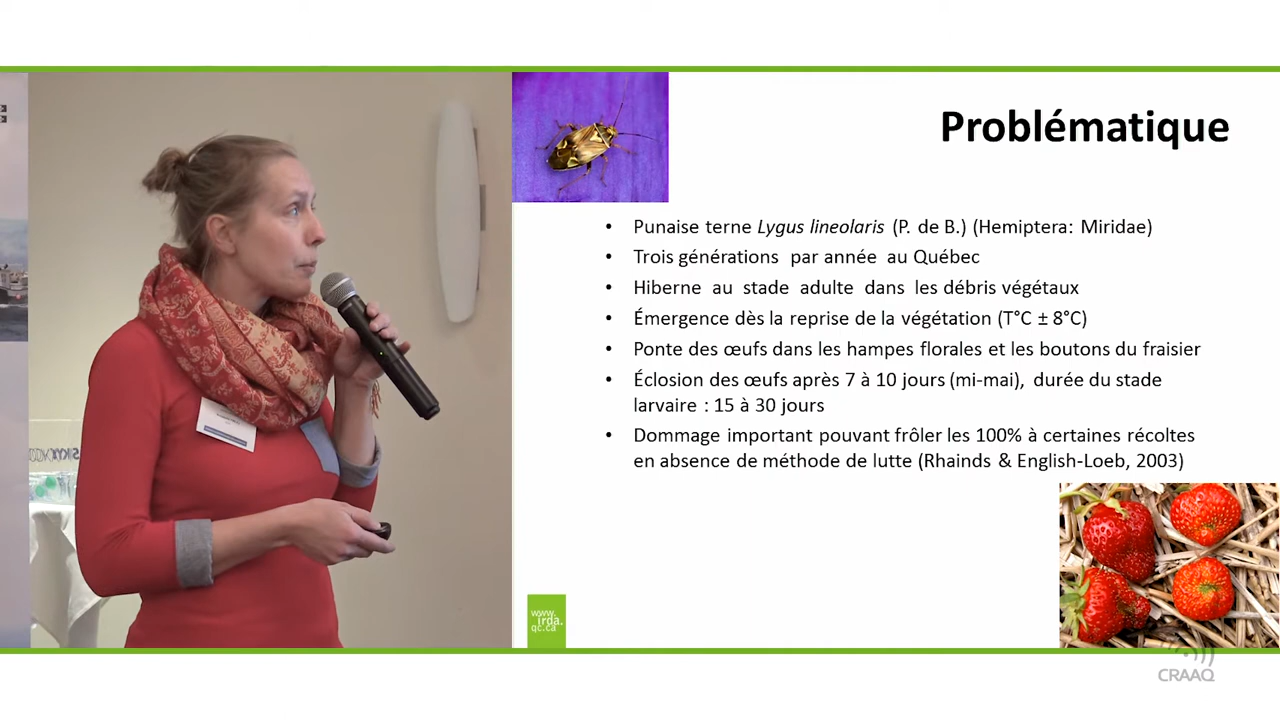 Problématique
• Punaise terne Lygus lineolaris (P. de B.) (Hemiptera: Miridae)
• Trois générations par année au Québec
• Hiberne au stade adulte dans les débris végétaux
• Émergence dès la reprise de la végétation (T°C ± 8°C)
• Ponte des œufs dans les hampes florales et les boutons du fraisier
• Éclosion des œufs après 7 à 10 jours (mi-mai), durée du stade
larvaire : 15 à 30 jours
• Dommage important pouvant frôler les 100% à certaines récoltes
en absence de méthode de lutte (Rhainds & English-Loeb, 2003)
www.
irda.
qc.ca
CRAAQ